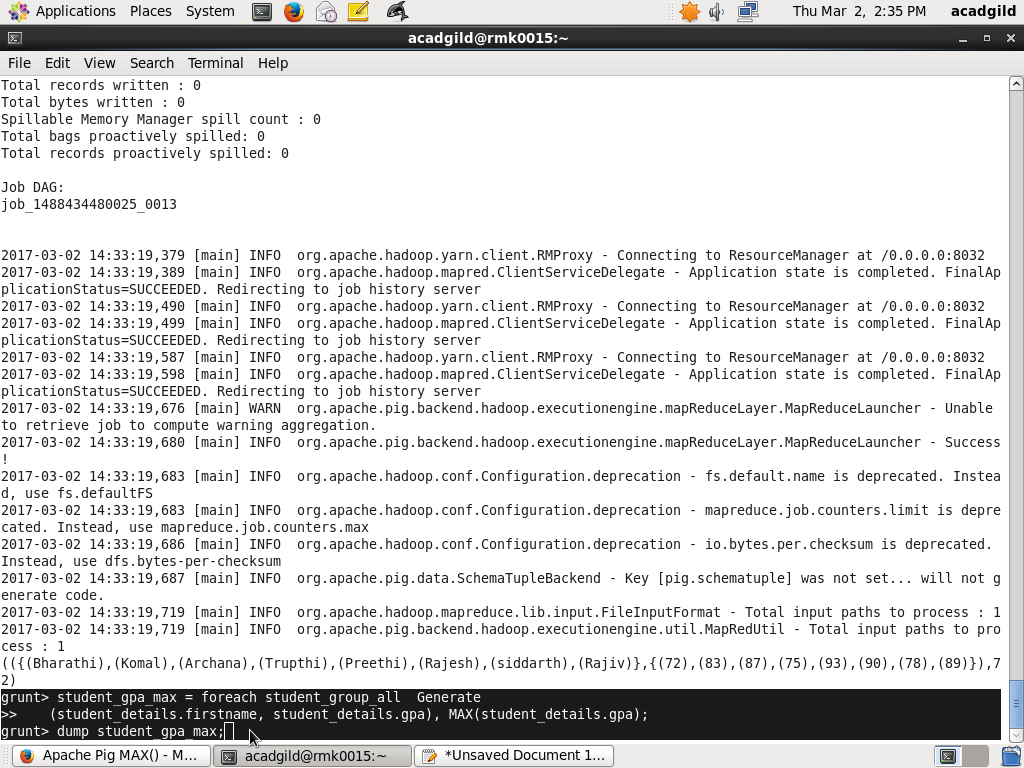 Applications Places System Thu Mar 2, 2:35 PM acadgild
acadgild@rmk0015:~
File Edit View Search Terminal Help
Total records written : 0
Total bytes written : 0
Spillable Memory Manager spill count : 0
Total bags proactively spilled: 0
Total records proactively spilled: 0
Job DAG:
job_1488434480025_0013
2017-03-02 14:33:19,379 [main] INFO  org.apache.hadoop.yarn.client.RMProxy - Connecting to ResourceManager at /0.0.0.0:8032
2017-03-02 14:33:19,389 [main] INFO  org.apache.hadoop.mapred.ClientServiceDelegate - Application state is completed. FinalAp
plicationStatus=SUCCEEDED. Redirecting to job history server
2017-03-02 14:33:19,490 [main] INFO  org.apache.hadoop.yarn.client.RMProxy - Connecting to ResourceManager at /0.0.0.0:8032
2017-03-02 14:33:19,499 [main] INFO  org.apache.hadoop.mapred.ClientServiceDelegate - Application state is completed. FinalAp
plicationStatus=SUCCEEDED. Redirecting to job history server
2017-03-02 14:33:19,587 [main] INFO  org.apache.hadoop.yarn.client.RMProxy - Connecting to ResourceManager at /0.0.0.0:8032
2017-03-02 14:33:19,598 [main] INFO  org.apache.hadoop.mapred.ClientServiceDelegate - Application state is completed. FinalAp
plicationStatus=SUCCEEDED. Redirecting to job history server
2017-03-02 14:33:19,676 [main] WARN  org.apache.pig.backend.hadoop.executionengine.mapReduceLayer.MapReduceLauncher - Unable
to retrieve job to compute warning aggregation.
2017-03-02 14:33:19,680 [main] INFO  org.apache.pig.backend.hadoop.executionengine.mapReduceLayer.MapReduceLauncher - Success
!
2017-03-02 14:33:19,683 [main] INFO  org.apache.hadoop.conf.Configuration.deprecation - fs.default.name is deprecated. Instea
d, use fs.defaultFS
2017-03-02 14:33:19,683 [main] INFO  org.apache.hadoop.conf.Configuration.deprecation - mapreduce.job.counters.limit is depre
cated. Instead, use mapreduce.job.counters.max
2017-03-02 14:33:19,686 [main] INFO  org.apache.hadoop.conf.Configuration.deprecation - io.bytes.per.checksum is deprecated.
Instead, use dfs.bytes-per-checksum
2017-03-02 14:33:19,687 [main] INFO  org.apache.pig.data.SchemaTupleBackend - Key [pig.schematuple] was not set... will not g
enerate code.
2017-03-02 14:33:19,719 [main] INFO  org.apache.hadoop.mapreduce.lib.input.FileInputFormat - Total input paths to process : 1
2017-03-02 14:33:19,719 [main] INFO  org.apache.pig.backend.hadoop.executionengine.util.MapRedUtil - Total input paths to pro
cess : 1
(({(Bharathi),(Komal),(Archana),(Trupthi),(Preethi),(Rajesh),(siddarth),(Rajiv)},{(72),(83),(87),(75),(93),(90),(78),(89)}),7
2)
grunt> student_gpa_max = foreach student_group_all  Generate
>>    (student_details.firstname, student_details.gpa), MAX(student_details.gpa);
grunt> dump student_gpa_max;
Apache Pig MAX() - M... acadgild@rmk0015:~ *Unsaved Document 1...